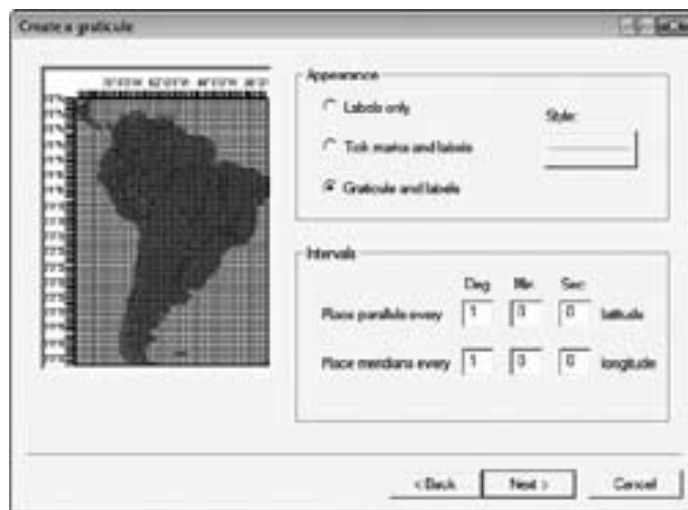 Create a graticule
Appearance
Labels only
Style:
Tick marks and labels
Graticule and labels
Intervals
Deg Min Sec
Place parallels every 1 0 0 latitude
Place meridians every 1 0 0 longitude
< Back Next > Cancel